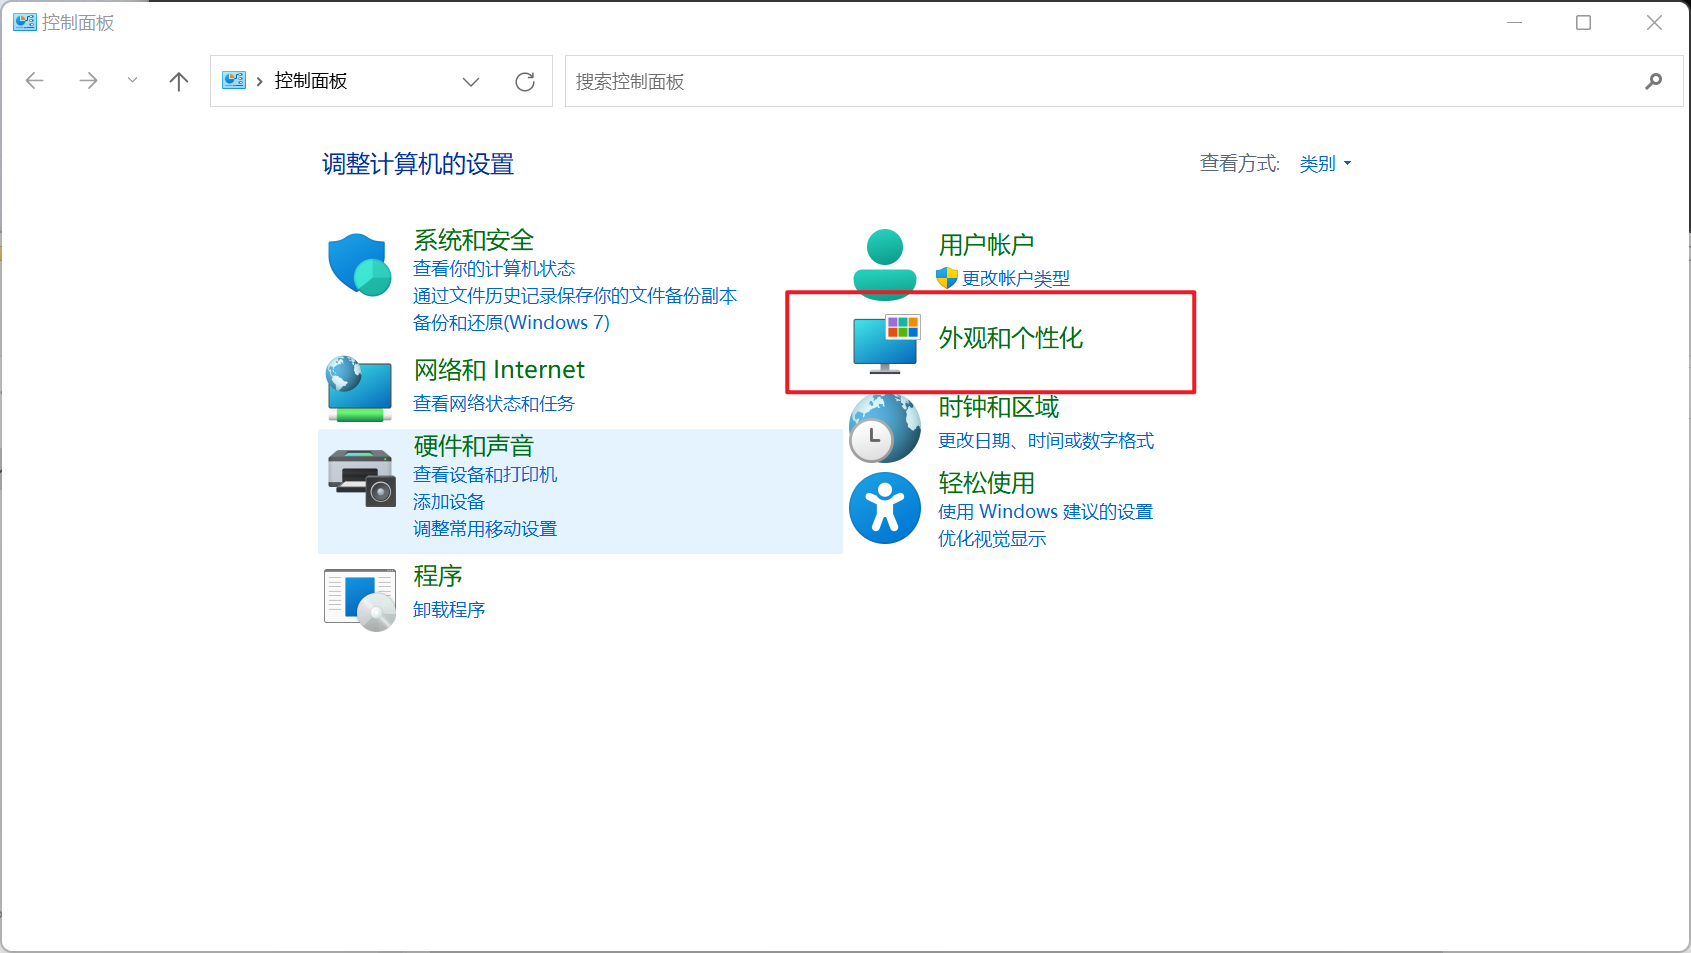 控制面板
控制面板
搜索控制面板
调整计算机的设置
查看方式:
类别
系统和安全
查看你的计算机状态
通过文件历史记录保存你的文件备份副本
备份和还原(Windows 7)
网络和 Internet
查看网络状态和任务
硬件和声音
查看设备和打印机
添加设备
调整常用移动设置
程序
卸载程序
用户帐户
更改帐户类型
外观和个性化
时钟和区域
更改日期、时间或数字格式
轻松使用
使用 Windows 建议的设置
优化视觉显示